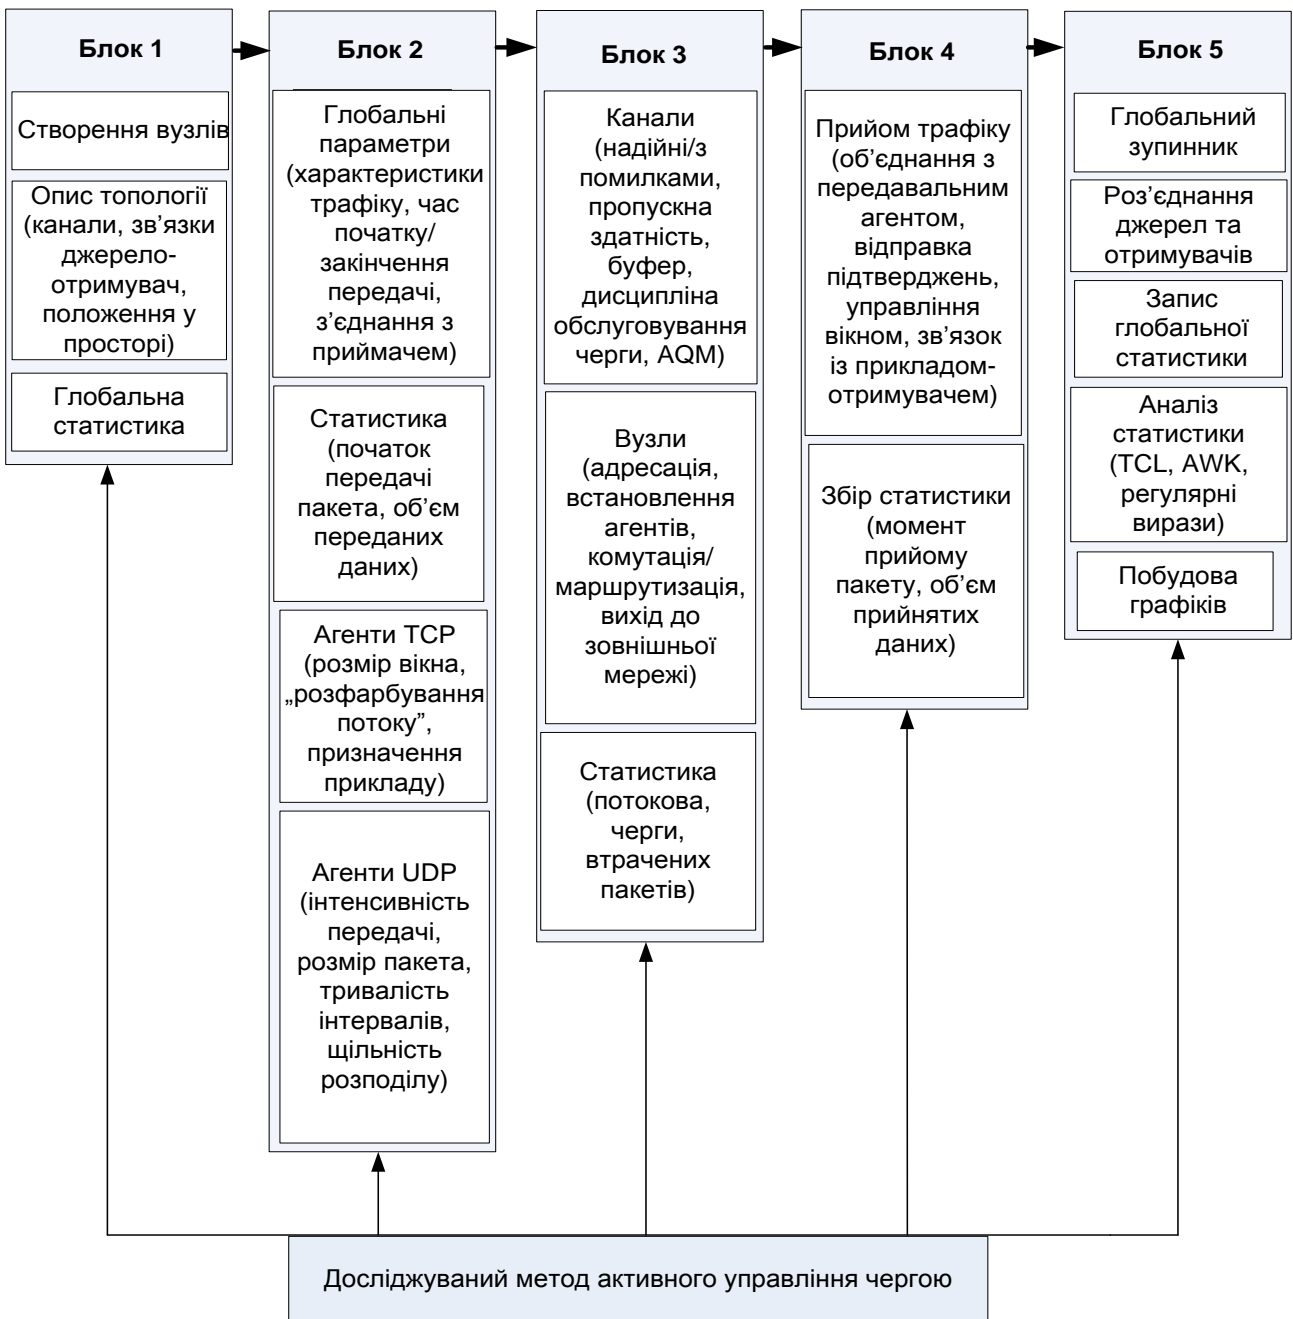 Блок 1
Створення вузлів
Опис топології
(канали, зв’язки
джерело-
отримувач,
положення у
просторі)
Глобальна
статистика
Блок 2
Глобальні
параметри
(характеристики
трафіку, час
початку/
закінчення
передачі,
з’єднання з
приймачем)
Статистика
(початок
передачі
пакета, об’єм
переданих
даних)
Агенти TCP
(розмір вікна,
„розфарбування
потоку”,
призначення
прикладу)
Агенти UDP
(інтенсивність
передачі,
розмір пакета,
тривалість
інтервалів,
щільність
розподілу)
Блок 3
Канали
(надійні/з
помилками,
пропускна
здатність,
буфер,
дисципліна
обслуговування
черги, AQM)
Вузли
(адресація,
встановлення
агентів,
комутація/
маршрутизація,
вихід до
зовнішньої
мережі)
Статистика
(потокова,
черги,
втрачених
пакетів)
Блок 4
Прийом трафіку
(об’єднання з
передавальним
агентом,
відправка
підтверджень,
управління
вікном, зв’язок
із прикладом-
отримувачем)
Збір статистики
(момент
прийому
пакету, об’єм
прийнятих
даних)
Блок 5
Глобальний
зупинник
Роз’єднання
джерел та
отримувачів
Запис
глобальної
статистики
Аналіз
статистики
(TCL, AWK,
регулярні
вирази)
Побудова
графіків
Досліджуваний метод активного управління чергою